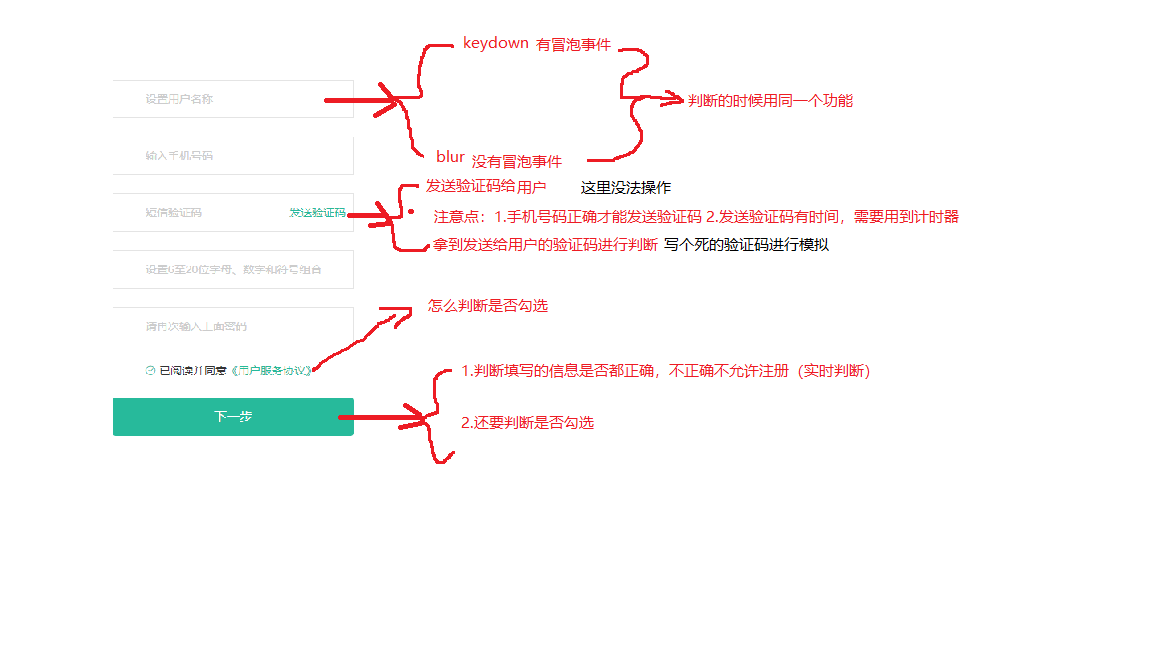 keydown 有冒泡事件
设置用户名称
判断的时候用同一个功能
输入手机号码
blur 没有冒泡事件
发送验证码给用户 这里没法操作
短信验证码 发送验证码
注意点：1.手机号码正确才能发送验证码 2.发送验证码有时间，需要用到计时器
拿到发送给用户的验证码进行判断 写个死的验证码进行模拟
设置6至20位字母、数字和符号组合
怎么判断是否勾选
请再次输入上面密码
已阅读并同意《用户服务协议》
1.判断填写的信息是否都正确，不正确不允许注册（实时判断）
下一步
2.还要判断是否勾选